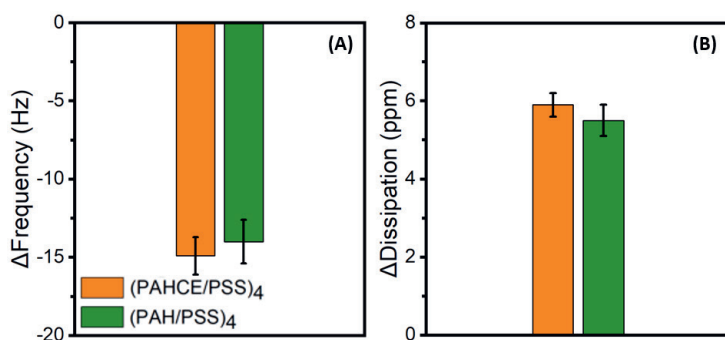 (A)
ΔFrequency (Hz)
0
-5
-10
-15
-20
(PAHCE/PSS)4
(PAH/PSS)4
(B)
ΔDissipation (ppm)
8
6
4
2
0